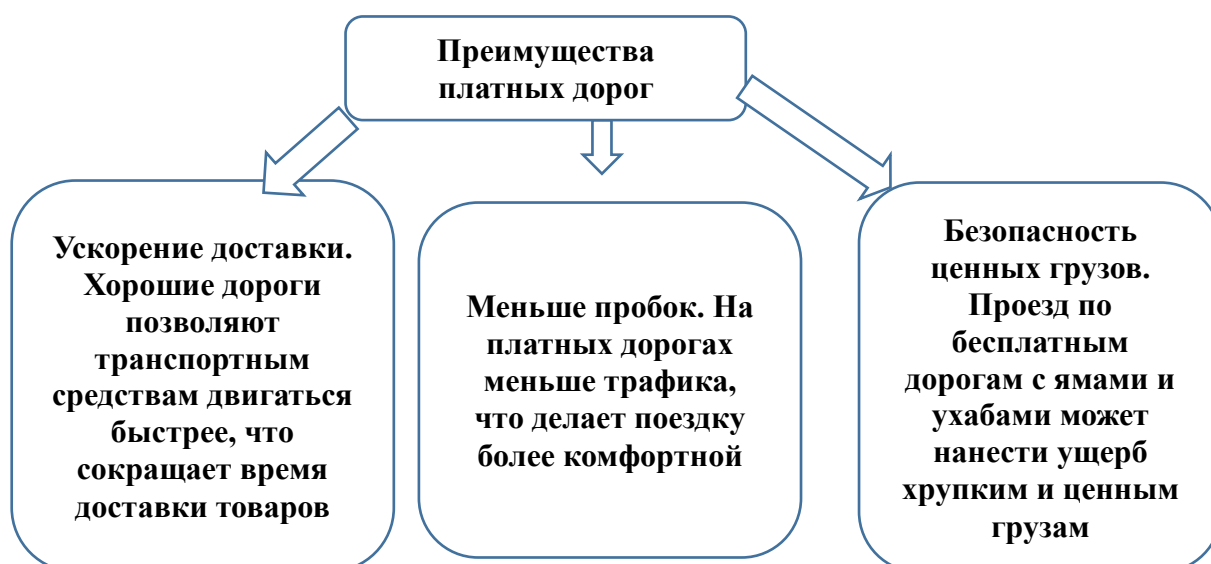 Преимущества
платных дорог
Ускорение доставки.
Хорошие дороги
позволяют
транспортным
средствам двигаться
быстрее, что
сокращает время
доставки товаров
Меньше пробок. На
платных дорогах
меньше трафика,
что делает поездку
более комфортной
Безопасность
ценных грузов.
Проезд по
бесплатным
дорогам с ямами и
ухабами может
нанести ущерб
хрупким и ценным
грузам